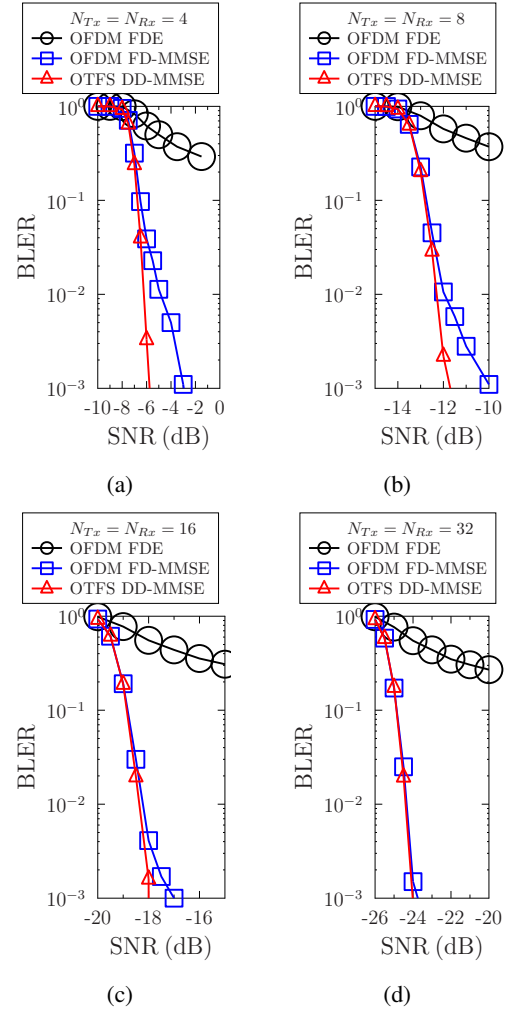 N_{Tx} = N_{Rx} = 4
OFDM FDE
OFDM FD-MMSE
OTFS DD-MMSE
10^0
10^{-1}
10^{-2}
10^{-3}
BLER
-10 -8 -6 -4 -2 0
SNR (dB)
(a)
N_{Tx} = N_{Rx} = 8
OFDM FDE
OFDM FD-MMSE
OTFS DD-MMSE
10^0
10^{-1}
10^{-2}
10^{-3}
BLER
-14 -12 -10
SNR (dB)
(b)
N_{Tx} = N_{Rx} = 16
OFDM FDE
OFDM FD-MMSE
OTFS DD-MMSE
10^0
10^{-1}
10^{-2}
10^{-3}
BLER
-20 -18 -16
SNR (dB)
(c)
N_{Tx} = N_{Rx} = 32
OFDM FDE
OFDM FD-MMSE
OTFS DD-MMSE
10^0
10^{-1}
10^{-2}
10^{-3}
BLER
-26 -24 -22 -20
SNR (dB)
(d)